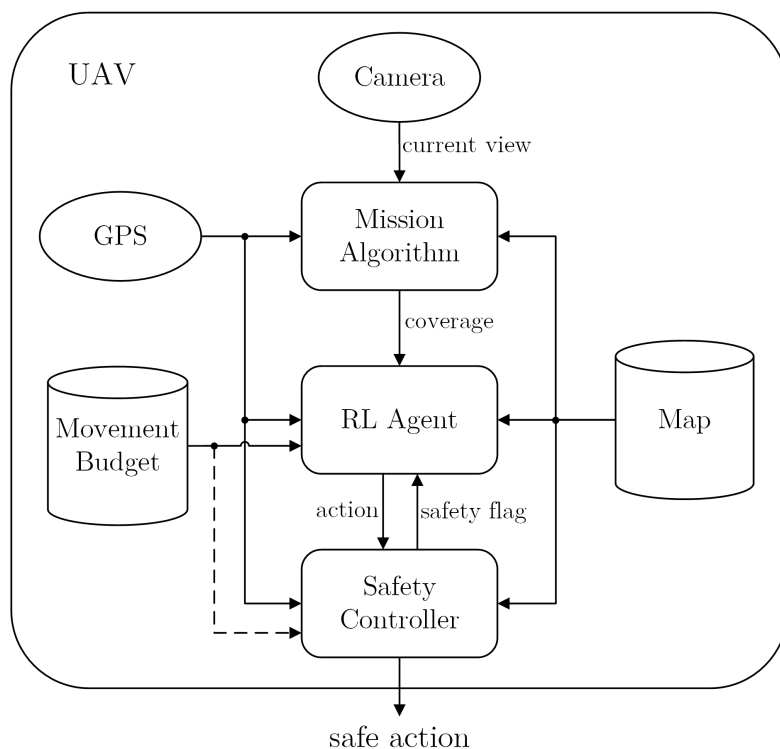 UAV
Camera
current view
GPS
Mission
Algorithm
coverage
Movement
Budget
RL Agent
Map
action
safety flag
Safety
Controller
safe action